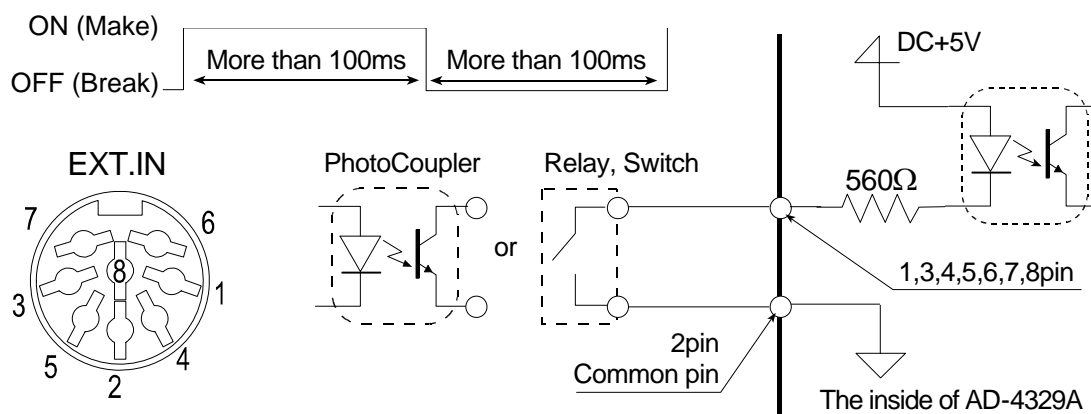 ON (Make)
OFF (Break)
More than 100ms
More than 100ms
DC+5V
EXT.IN
7
6
8
3
1
5
4
2
PhotoCoupler
or
Relay, Switch
560Ω
1,3,4,5,6,7,8pin
2pin
Common pin
The inside of AD-4329A